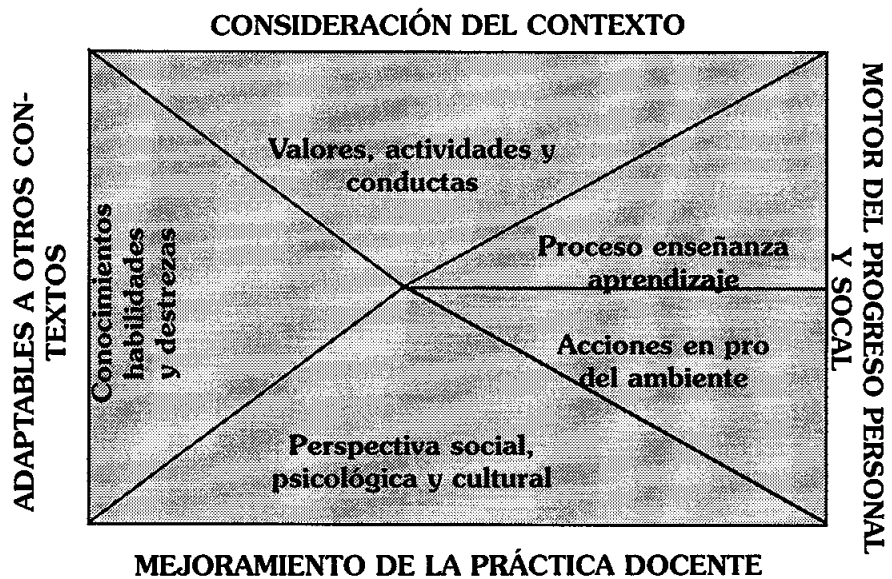 CONSIDERACIÓN DEL CONTEXTO
ADAPTABLES A OTROS CON-
TEXTOS
Conocimientos
habilidades
y destrezas
Valores, actividades y
conductas
Proceso enseñanza
aprendizaje
Acciones en pro
del ambiente
Perspectiva social,
psicológica y cultural
MOTOR DEL PROGRESO PERSONAL
Y SOCAL
MEJORAMIENTO DE LA PRÁCTICA DOCENTE